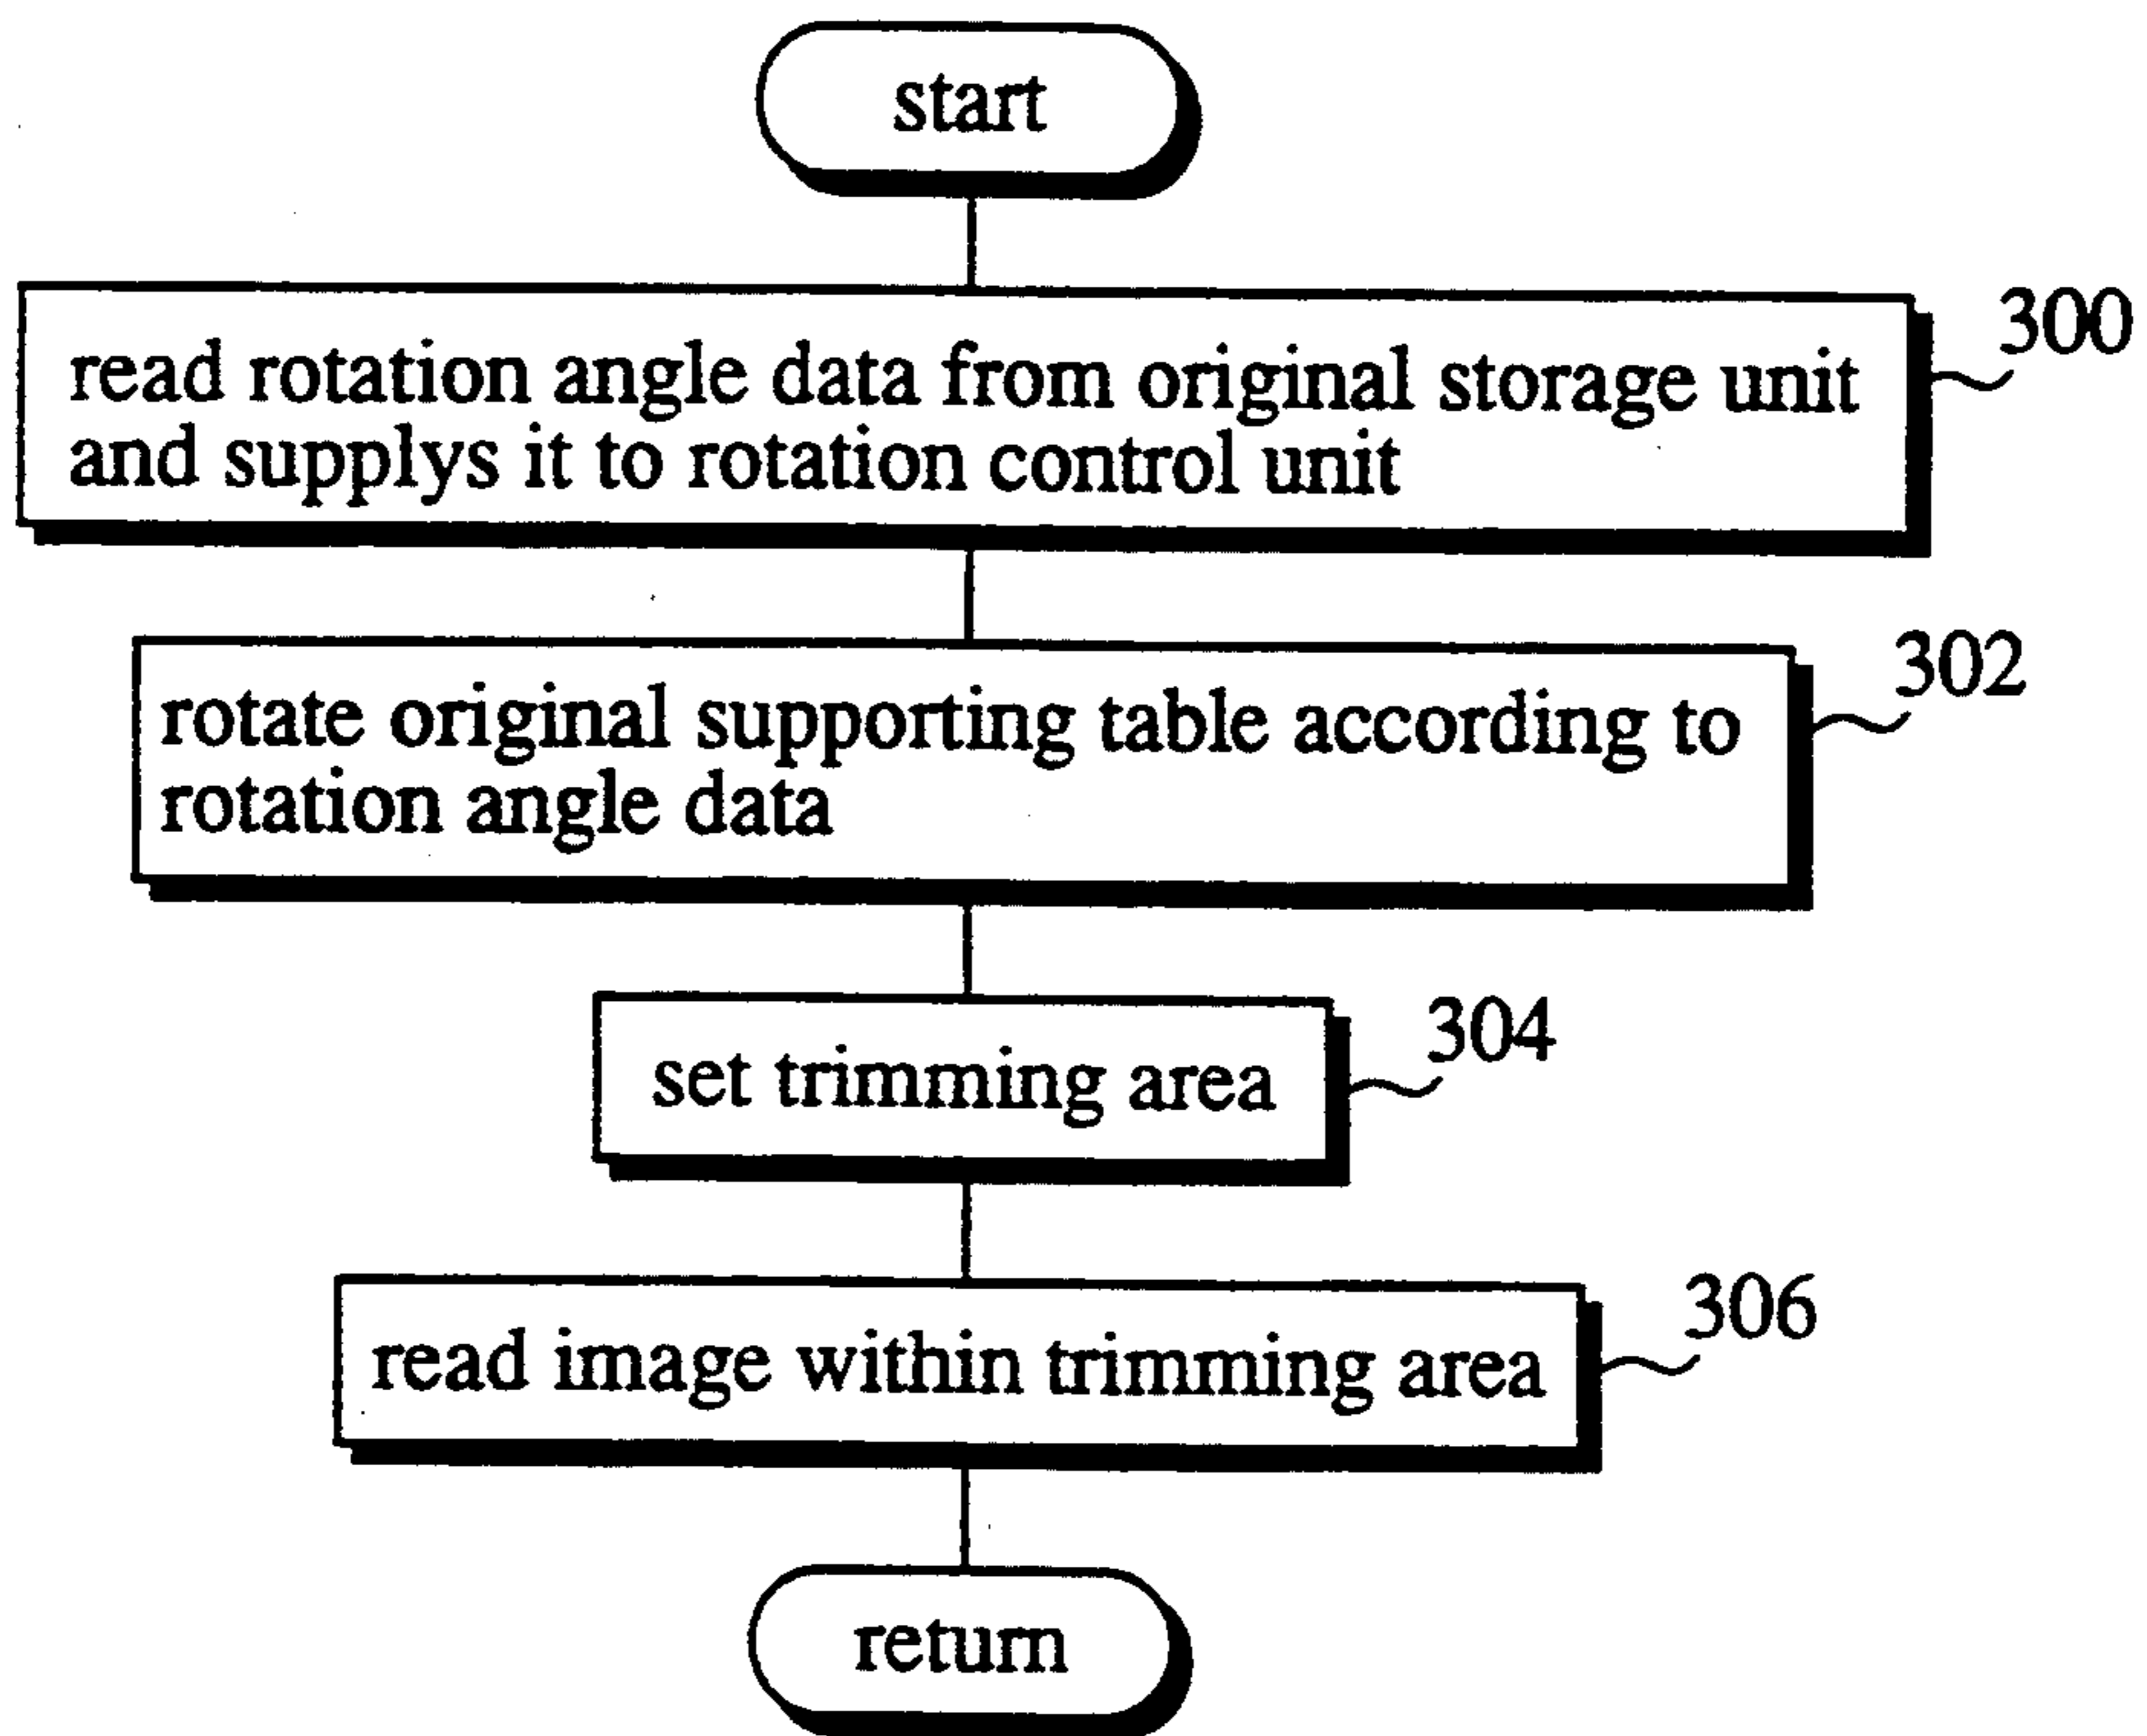 start
300
read rotation angle data from original storage unit
and supplys it to rotation control unit
302
rotate original supporting table according to
rotation angle data
304
set trimming area
306
read image within trimming area
return